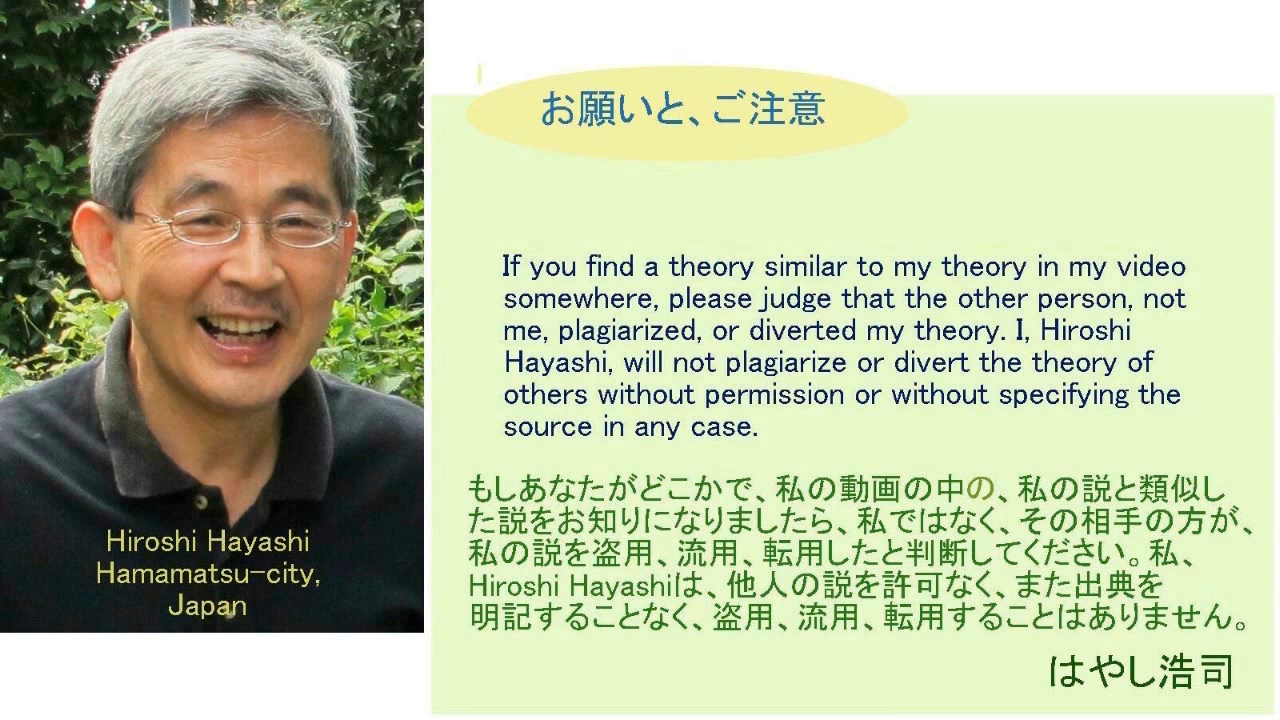 お願いと、ご注意
If you find a theory similar to my theory in my video
somewhere, please judge that the other person, not
me, plagiarized, or diverted my theory. I, Hiroshi
Hayashi, will not plagiarize or divert the theory of
others without permission or without specifying the
source in any case.
もしあなたがどこかで、私の動画の中の、私の説と類似し
た説をお知りになりましたら、私ではなく、その相手の方が、
私の説を盗用、流用、転用したと判断してください。私、
Hiroshi Hayashiは、他人の説を許可なく、また出典を
明記することなく、盗用、流用、転用することはありません。
はやし浩司
Hiroshi Hayashi
Hamamatsu-city,
Japan